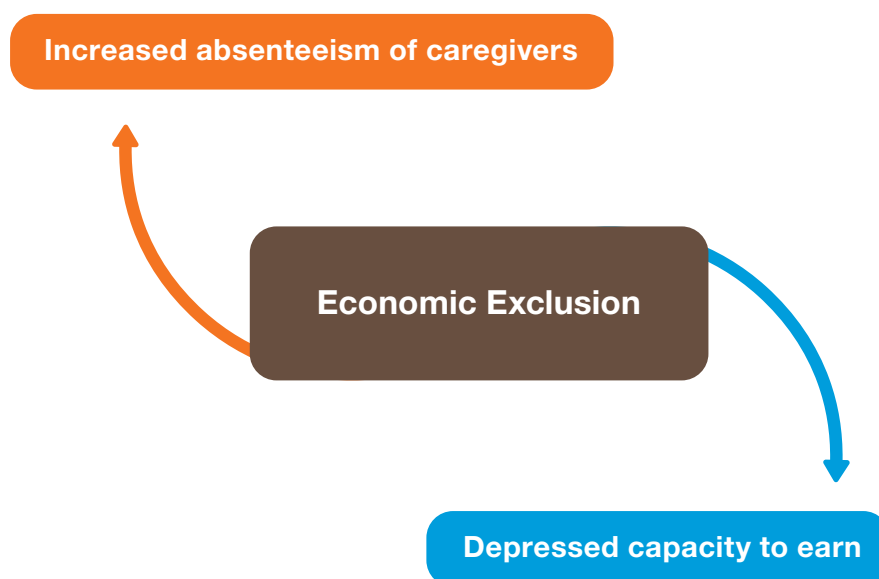 Increased absenteeism of caregivers
Economic Exclusion
Depressed capacity to earn